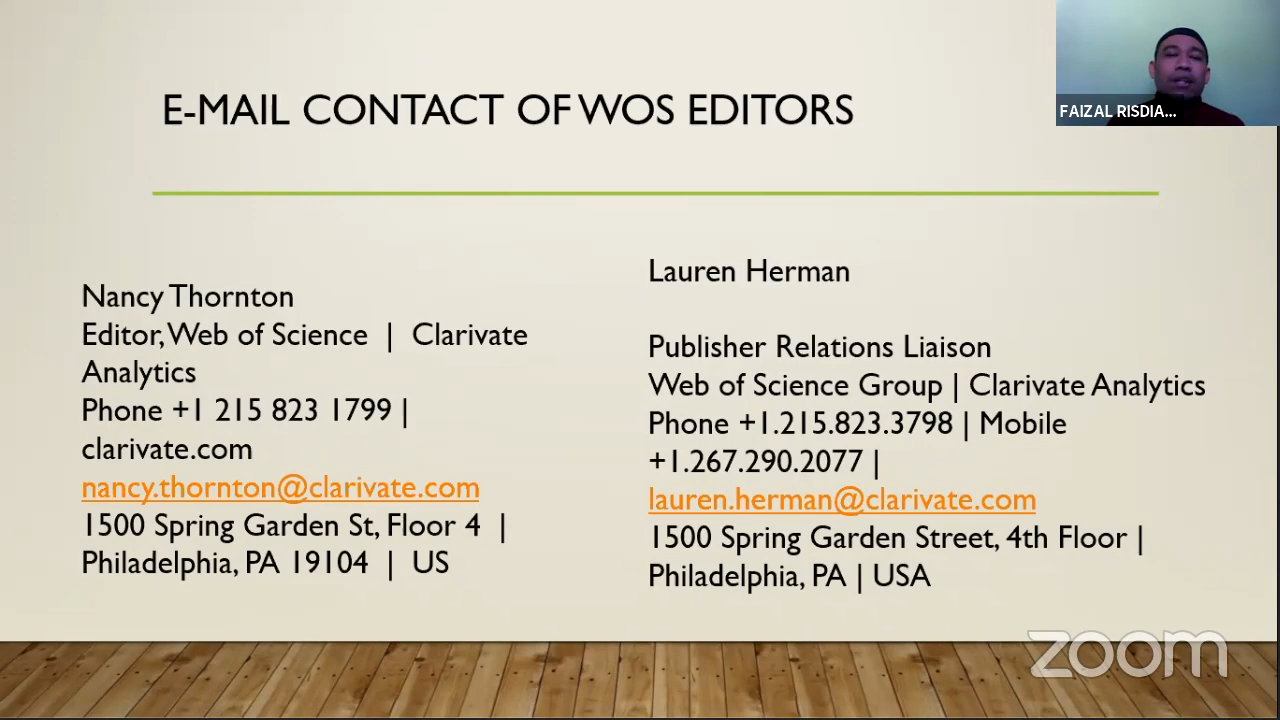 E-MAIL CONTACT OF WOS EDITORS
FAIZAL RISDIA...
Nancy Thornton
Editor, Web of Science | Clarivate
Analytics
Phone +1 215 823 1799 |
clarivate.com
nancy.thornton@clarivate.com
1500 Spring Garden St, Floor 4 |
Philadelphia, PA 19104 | US
Lauren Herman
Publisher Relations Liaison
Web of Science Group | Clarivate Analytics
Phone +1.215.823.3798 | Mobile
+1.267.290.2077 |
lauren.herman@clarivate.com
1500 Spring Garden Street, 4th Floor |
Philadelphia, PA | USA
zoom